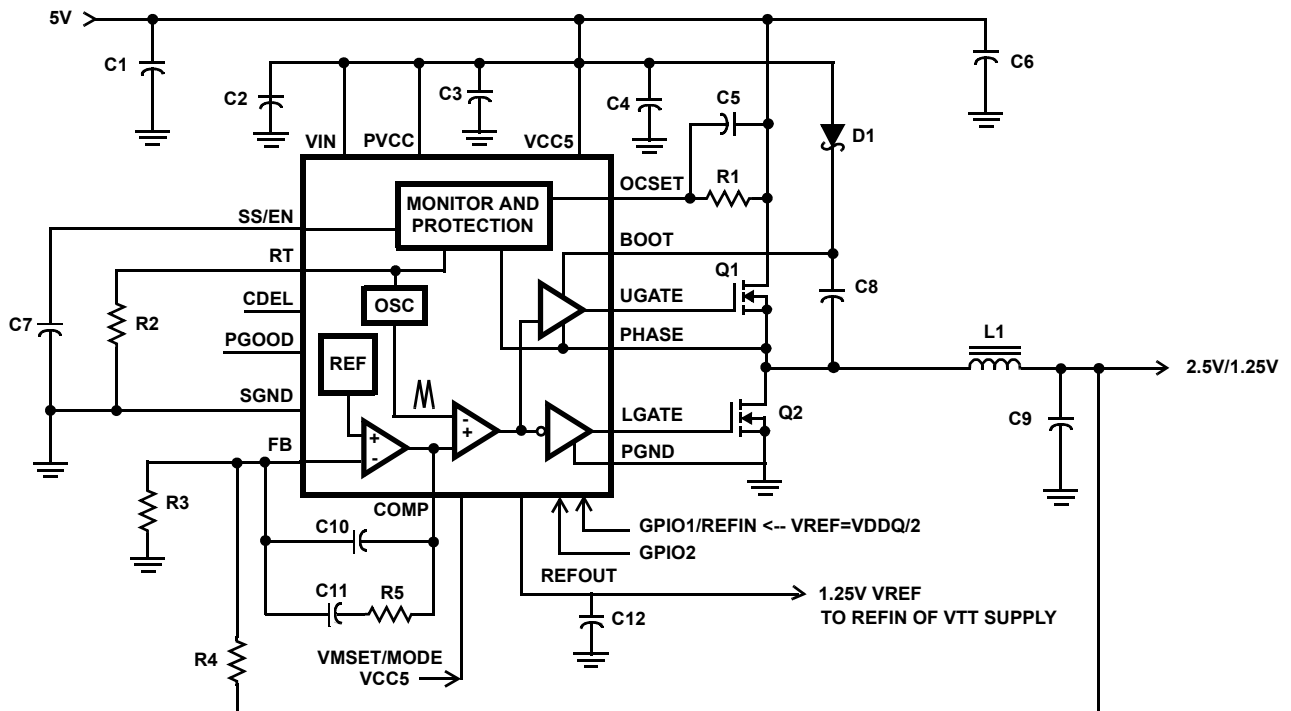 5V
C1
C2
C3
C4
C5
C6
D1
VIN
PVCC
VCC5
OCSET
R1
MONITOR AND
PROTECTION
SS/EN
BOOT
RT
Q1
CDEL
OSC
UGATE
C8
C7
R2
PGOOD
REF
PHASE
L1
2.5V/1.25V
SGND
LGATE
Q2
C9
FB
PGND
R3
COMP
C10
GPIO1/REFIN <-- VREF=VDDQ/2
GPIO2
C11
R5
REFOUT
1.25V VREF
TO REFIN OF VTT SUPPLY
C12
R4
VMSET/MODE
VCC5